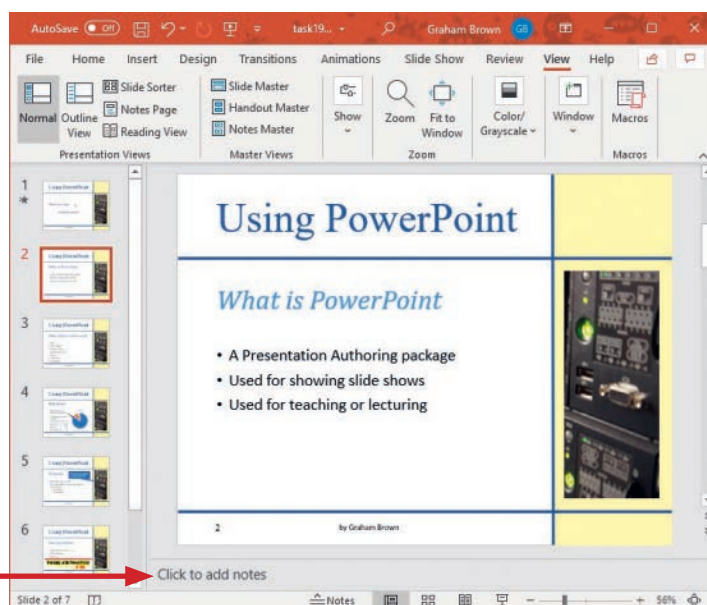 AutoSave Off task19... Graham Brown GB
File Home Insert Design Transitions Animations Slide Show Review View Help
Normal
Outline View
Slide Sorter
Notes Page
Reading View
Presentation Views
Slide Master
Handout Master
Notes Master
Master Views
Show
Zoom
Fit to Window
Zoom
Color/ Grayscale
Window
Macros
Macros
1
2
3
4
5
6
Using PowerPoint
What is PowerPoint
• A Presentation Authoring package
• Used for showing slide shows
• Used for teaching or lecturing
2 by Graham Brown
Click to add notes
Slide 2 of 7 Notes 56%